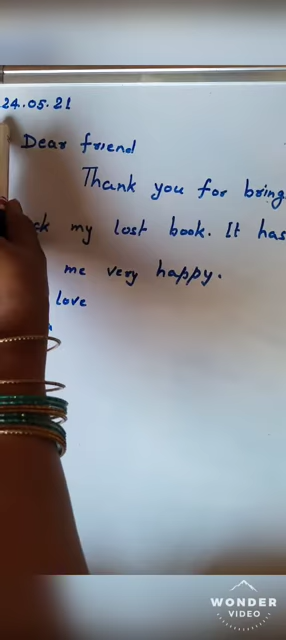 24.05.21
Dear friend
Thank you for bring
ck my lost book. It has
me very happy.
love
WONDER
VIDEO